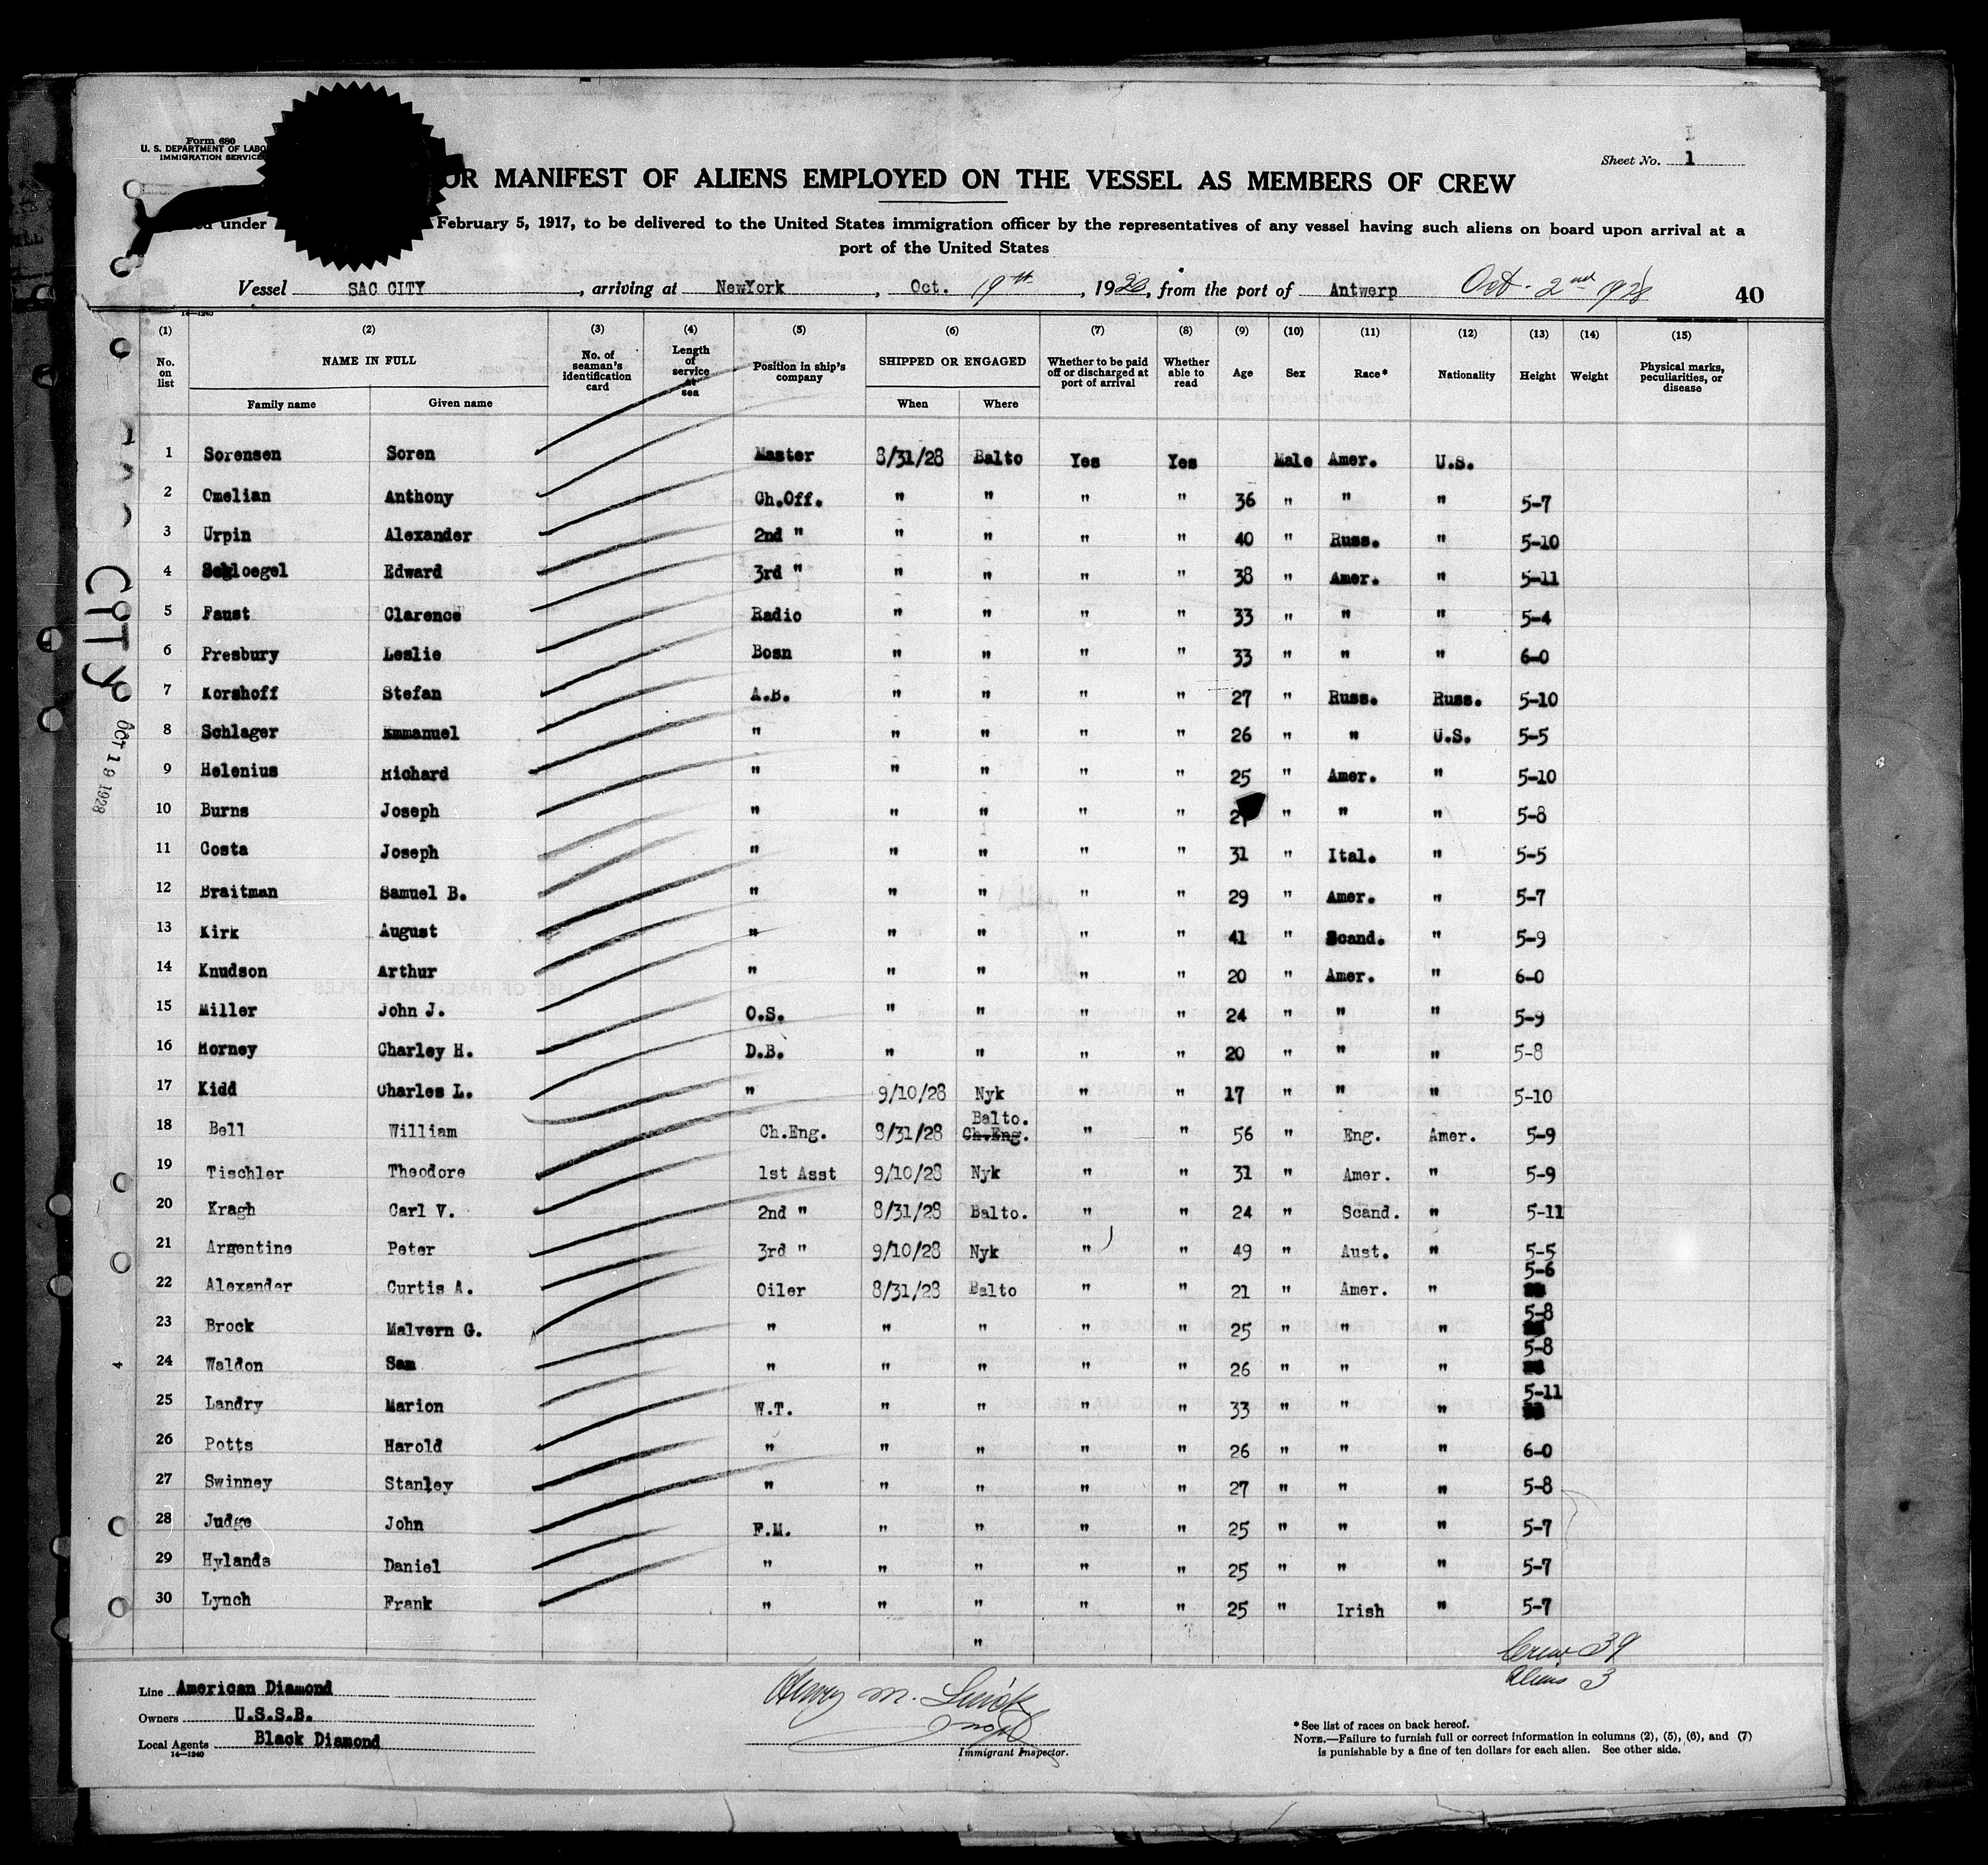 Form 680
U. S. DEPARTMENT OF LABO
IMMIGRATION SERVICE
Sheet No. 1
OR MANIFEST OF ALIENS EMPLOYED ON THE VESSEL AS MEMBERS OF CREW
ed under February 5, 1917, to be delivered to the United States immigration officer by the representatives of any vessel having such aliens on board upon arrival at a
port of the United States
Vessel SAC CITY, arriving at NewYork, Oct. 19th, 1928, from the port of Antwerp Oct. 2nd 1928
40
14—1240
(1) (2) (3) (4) (5) (6) (7) (8) (9) (10) (11) (12) (13) (14) (15)
No. on list NAME IN FULL No. of seaman's identification card Length of service at sea Position in ship's company SHIPPED OR ENGAGED Whether to be paid off or discharged at port of arrival Whether able to read Age Sex Race* Nationality Height Weight Physical marks, peculiarities, or disease
Family name Given name When Where
1 Sorensen Soren Master 8/31/28 Balto Yes Yes Male Amer. U.S.
2 Omelian Anthony Ch.Off. " " " " 36 " " " 5-7
3 Urpin Alexander 2nd " " " " " 40 " Russ. " 5-10
4 Schloegel Edward 3rd " " " " " 38 " Amer. " 5-11
5 Faust Clarence Radio " " " " 33 " " " 5-4
6 Presbury Leslie Bosn " " " " 33 " " " 6-0
7 Korshoff Stefan A.B. " " " " 27 " Russ. Russ. 5-10
8 Schlager Emmanuel " " " " " 26 " " U.S. 5-5
9 Helenius Richard " " " " " 25 " Amer. " 5-10
10 Burns Joseph " " " " " " " " 5-8
11 Costa Joseph " " " " " 31 " Ital. " 5-5
12 Braitman Samuel B. " " " " " 29 " Amer. " 5-7
13 Kirk August " " " " " 41 " Scand. " 5-9
14 Knudson Arthur " " " " " 20 " Amer. " 6-0
15 Miller John J. O.S. " " " " 24 " " " 5-9
16 Morney Charley H. D.B. " " " " 20 " " " 5-8
17 Kidd Charles L. " 9/10/28 Nyk " " 17 " " " 5-10
18 Bell William Ch.Eng. 8/31/28 Balto. Ch.Eng. " " 56 " Eng. Amer. 5-9
19 Tischler Theodore 1st Asst 9/10/28 Nyk " " 31 " Amer. " 5-9
20 Kragh Carl V. 2nd " 8/31/28 Balto. " " 24 " Scand. " 5-11
21 Argentine Peter 3rd " 9/10/28 Nyk " " 49 " Aust. " 5-5
22 Alexander Curtis A. Oiler 8/31/28 Balto " " 21 " Amer. " 5-6
23 Brock Malvern G. " " " " " 25 " " " 5-8
24 Waldon Sam " " " " " 26 " " " 5-8
25 Landry Marion W.T. " " " " 33 " " " 5-11
26 Potts Harold " " " " " 26 " " " 6-0
27 Swinney Stanley " " " " " 27 " " " 5-8
28 Judge John F.M. " " " " 25 " " " 5-7
29 Hylands Daniel " " " " " 25 " " " 5-7
30 Lynch Frank " " " " " 25 " Irish " 5-7
"
Crew 39
Aliens 3
CITY
OCT 19 1928
Line American Diamond
Owners U.S.S.B.
Local Agents Black Diamond
14—1240
Henry M.
Immigrant Inspector.
*See list of races on back hereof.
NOTE.—Failure to furnish full or correct information in columns (2), (5), (6), and (7)
is punishable by a fine of ten dollars for each alien. See other side.